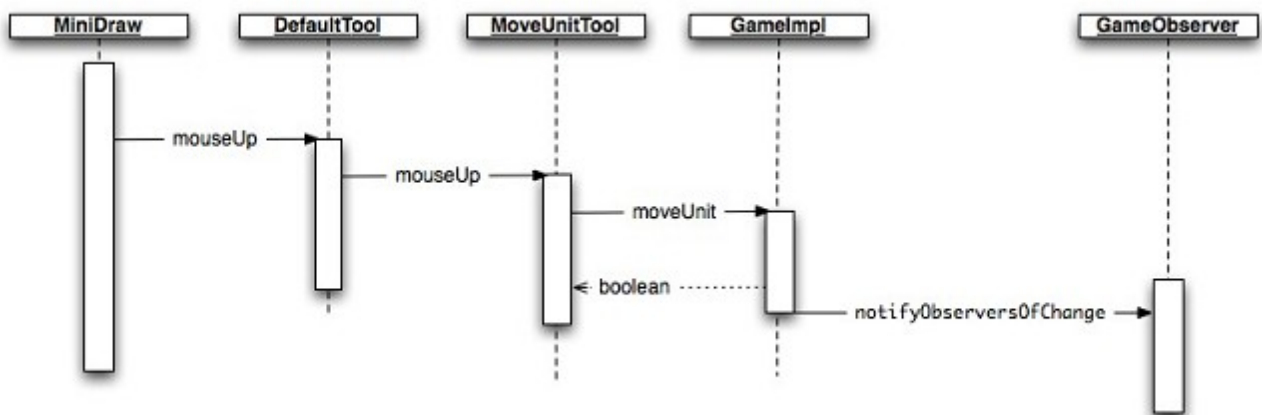 MiniDraw
DefaultTool
MoveUnitTool
GameImpl
GameObserver
mouseUp
mouseUp
moveUnit
boolean
notifyObserversOfChange